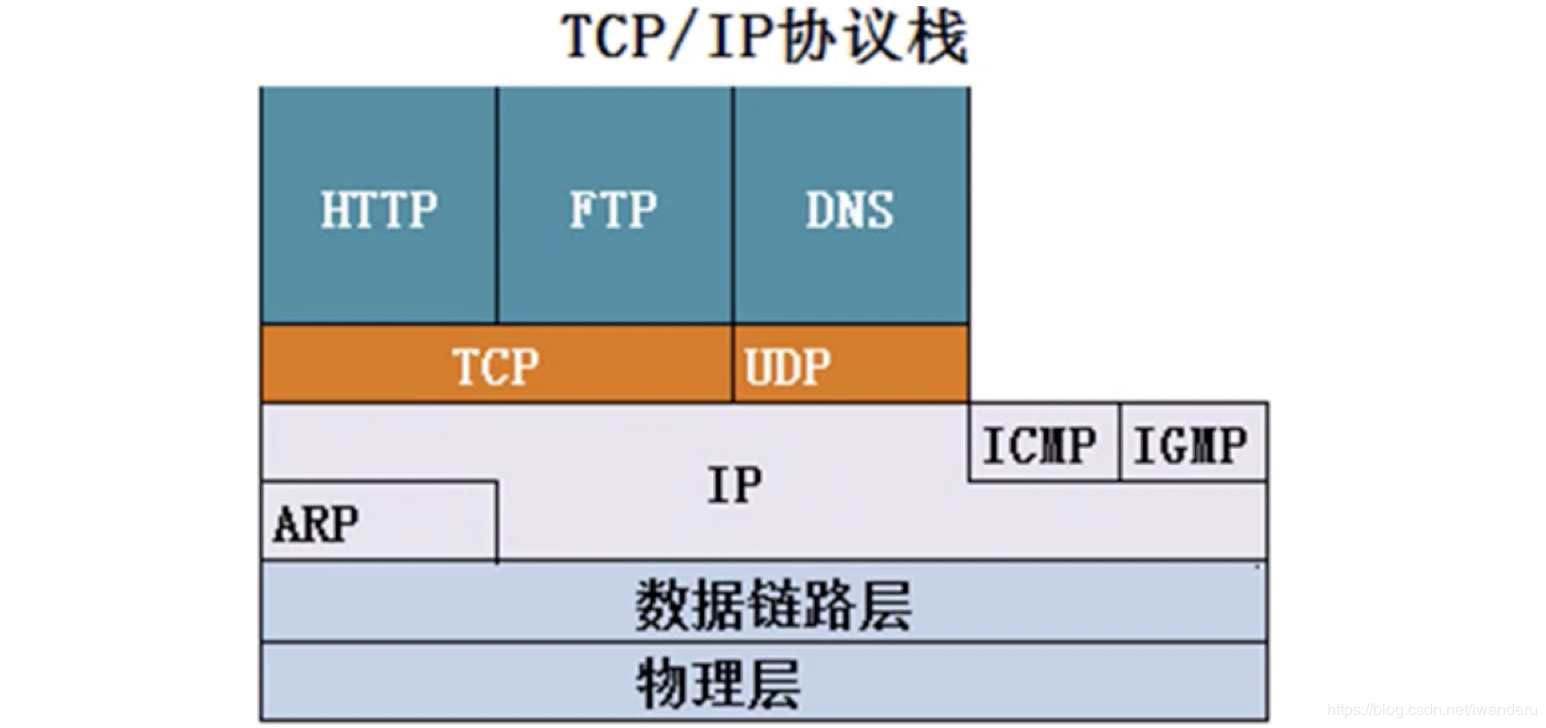 TCP/IP协议栈
HTTP FTP DNS
TCP UDP
ICMP IGMP
IP
ARP
数据链路层
物理层
https://blog.csdn.net/iwanderu